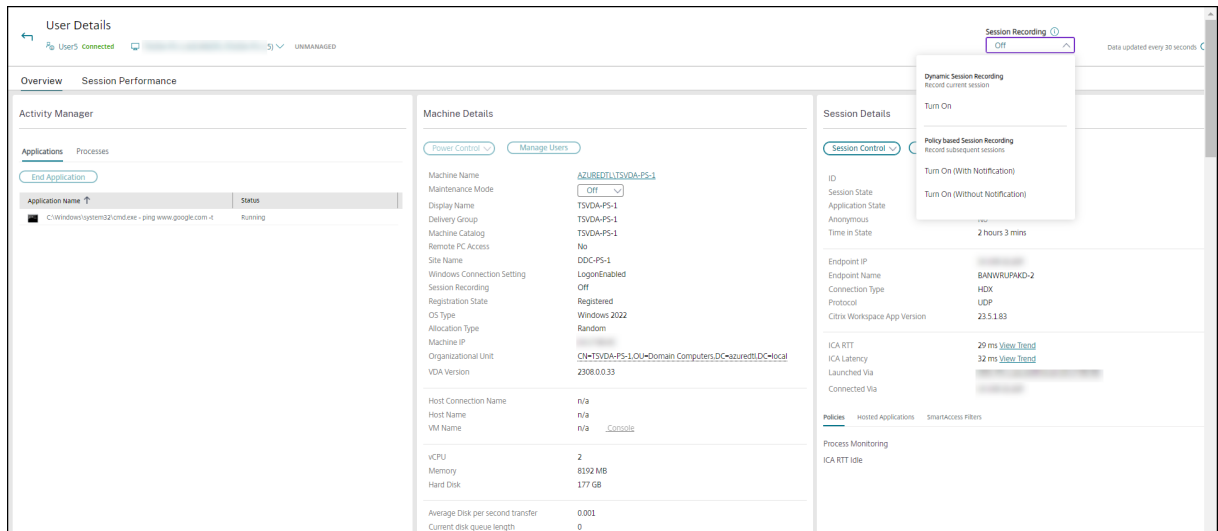 User Details
User5 Connected 5) UNMANAGED
Session Recording
Off
Data updated every 30 seconds
Dynamic Session Recording
Record current session
Turn On
Policy based Session Recording
Record subsequent sessions
Turn On (With Notification)
Turn On (Without Notification)
Overview Session Performance
Activity Manager
Applications Processes
End Application
Application Name Status
C:\Windows\system32\cmd.exe - ping www.google.com -t Running
Machine Details
Power Control Manage Users
Machine Name AZUREDTL\TSVDA-PS-1
Maintenance Mode Off
Display Name TSVDA-PS-1
Delivery Group TSVDA-PS-1
Machine Catalog TSVDA-PS-1
Remote PC Access No
Site Name DDC-PS-1
Windows Connection Setting LogonEnabled
Session Recording Off
Registration State Registered
OS Type Windows 2022
Allocation Type Random
Machine IP
Organizational Unit CN=TSVDA-PS-1,OU=Domain Computers,DC=azuredtl,DC=local
VDA Version 2308.0.0.33
Host Connection Name n/a
Host Name n/a
VM Name n/a Console
vCPU 2
Memory 8192 MB
Hard Disk 177 GB
Average Disk per second transfer 0.001
Current disk queue length 0
Session Details
Session Control
ID
Session State
Application State
Anonymous No
Time in State 2 hours 3 mins
Endpoint IP
Endpoint Name BANWRUPAKD-2
Connection Type HDX
Protocol UDP
Citrix Workspace App Version 23.5.1.83
ICA RTT 29 ms View Trend
ICA Latency 32 ms View Trend
Launched Via
Connected Via
Policies Hosted Applications SmartAccess Filters
Process Monitoring
ICA RTT Idle